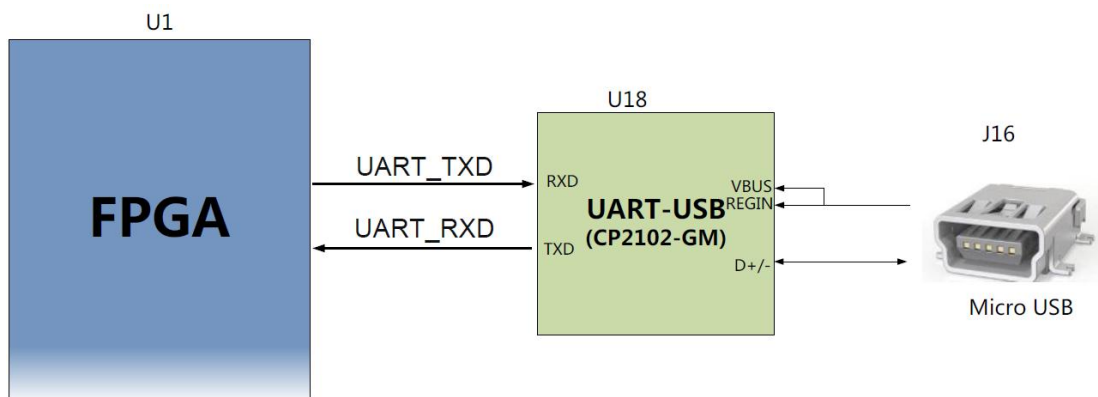 U1
FPGA
UART_TXD
UART_RXD
U18
RXD
TXD
UART-USB
(CP2102-GM)
VBUS
REGIN
D+/-
J16
Micro USB